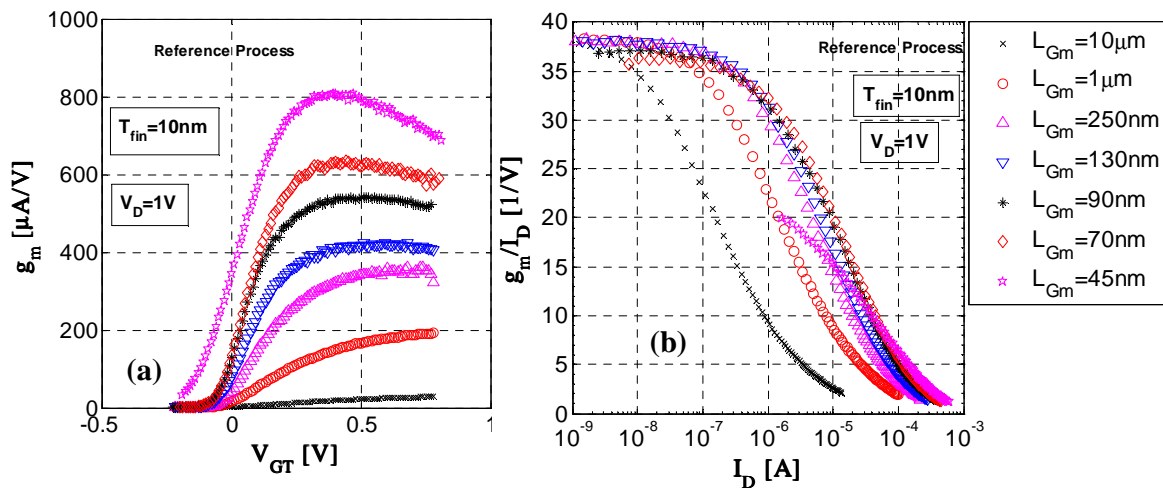 1000
800
600
400
200
0
-0.5
0
0.5
1
g_m [µA/V]
V_GT [V]
Reference Process
T_fin=10nm
V_D=1V
(a)
40
35
30
25
20
15
10
5
0
10^-9
10^-8
10^-7
10^-6
10^-5
10^-4
10^-3
g_m/I_D [1/V]
I_D [A]
Reference Process
T_fin=10nm
V_D=1V
(b)
L_Gm=10µm
L_Gm=1µm
L_Gm=250nm
L_Gm=130nm
L_Gm=90nm
L_Gm=70nm
L_Gm=45nm